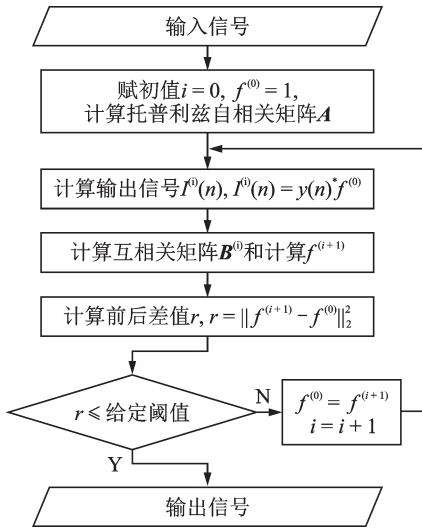 输入信号
赋初值i = 0, f⁽⁰⁾ = 1,
计算托普利兹自相关矩阵A
计算输出信号I⁽ⁱ⁾(n), I⁽ⁱ⁾(n) = y(n)*f⁽⁰⁾
计算互相关矩阵B⁽ⁱ⁾和计算f⁽ⁱ⁺¹⁾
计算前后差值r, r = || f⁽ⁱ⁺¹⁾ − f⁽⁰⁾||₂²
r ⩽ 给定阈值
N
f⁽⁰⁾ = f⁽ⁱ⁺¹⁾
i = i + 1
Y
输出信号